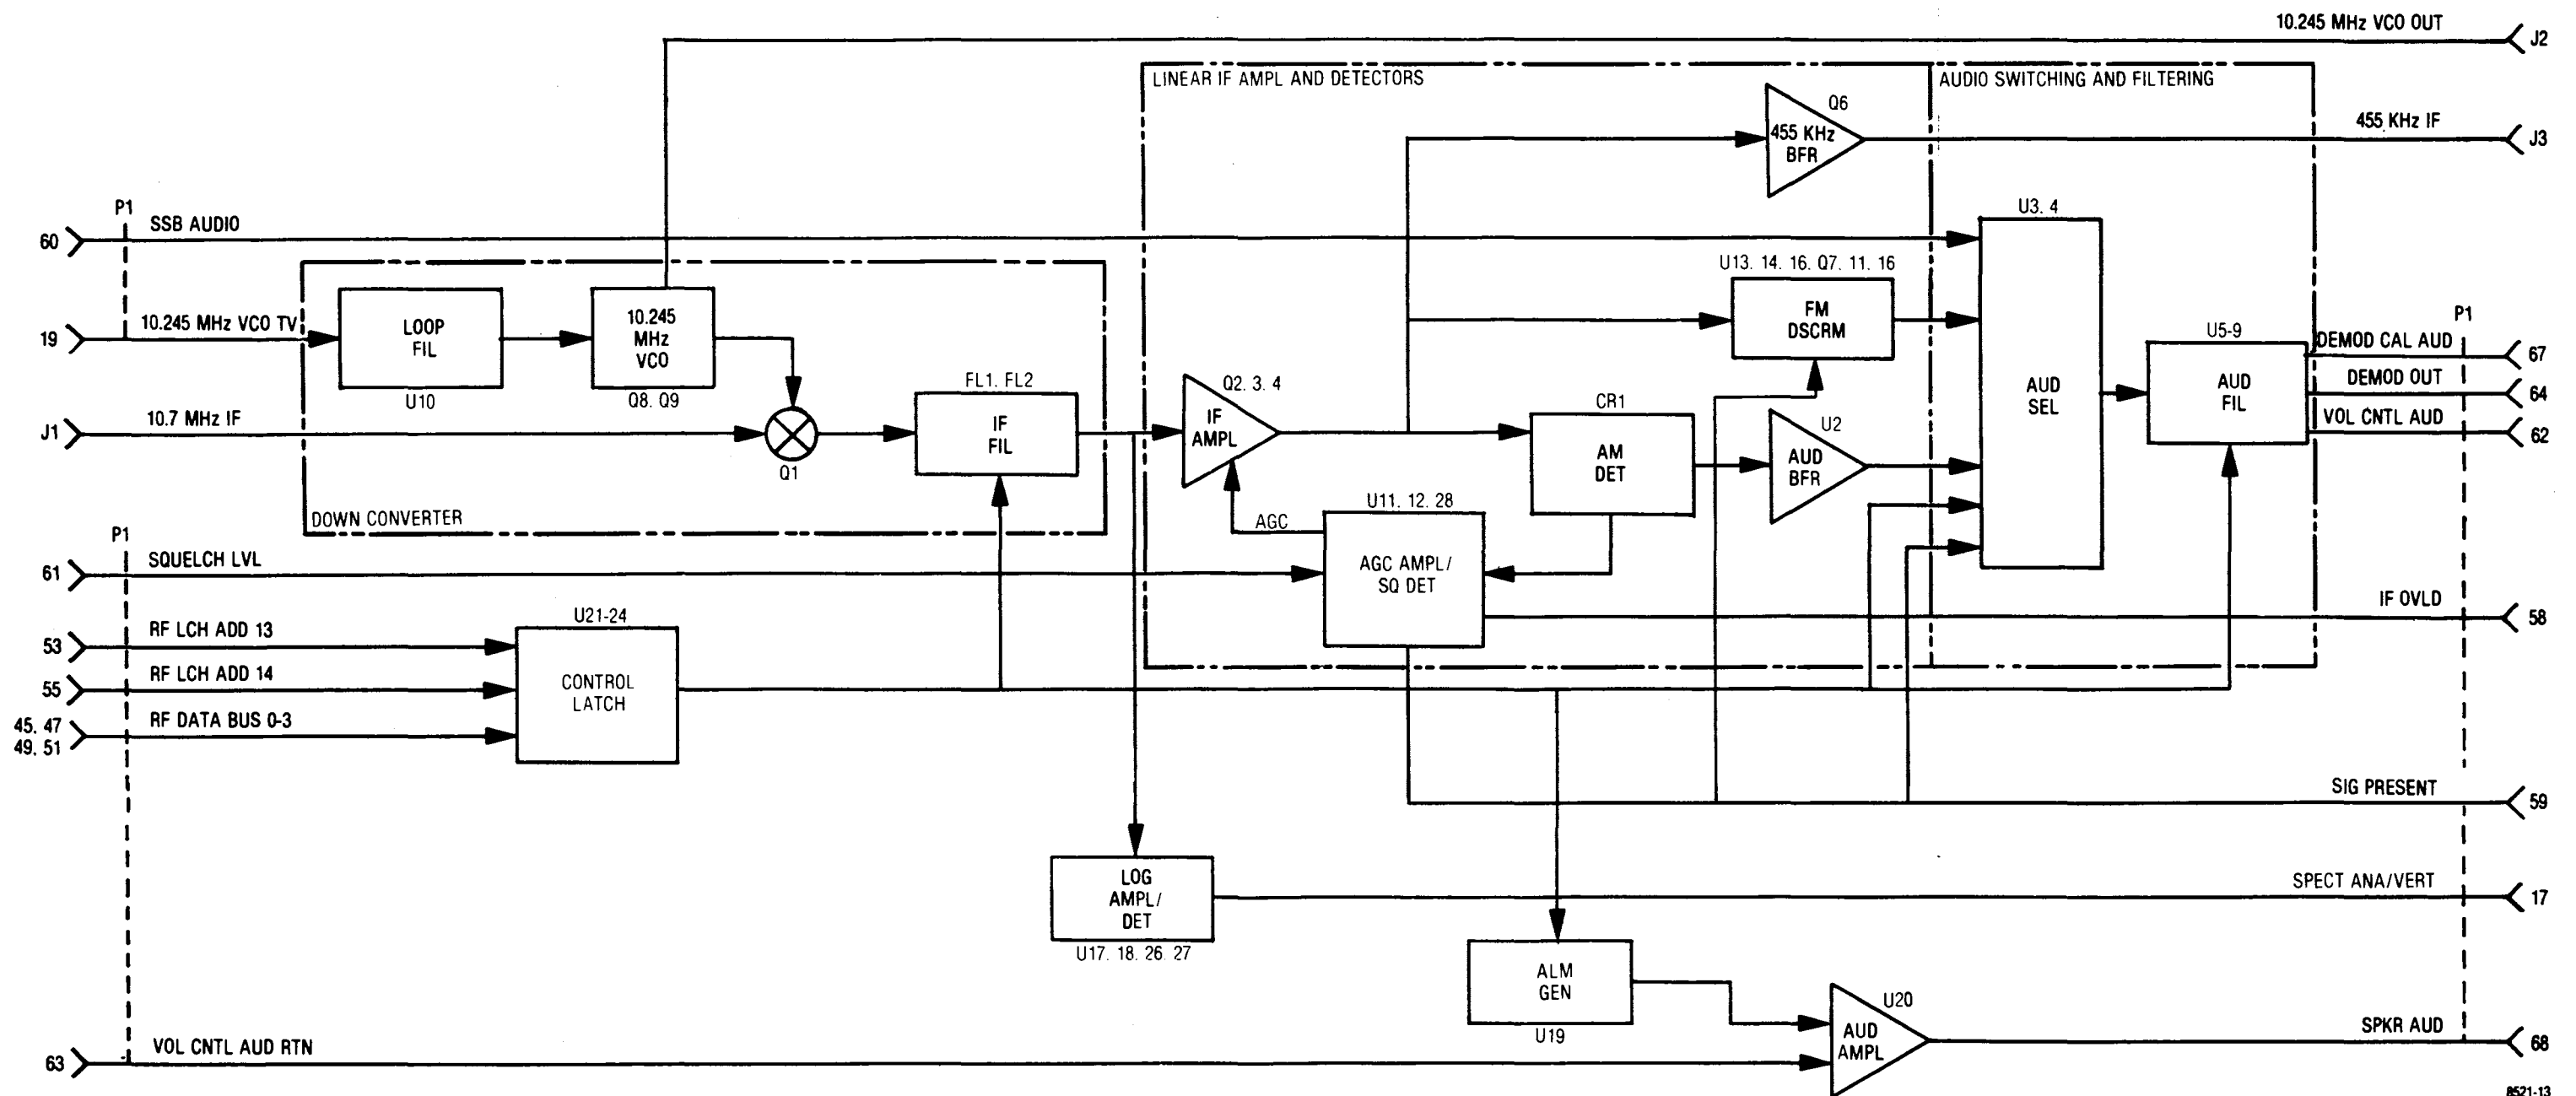 10.245 MHz VCO OUT
J2
LINEAR IF AMPL AND DETECTORS
AUDIO SWITCHING AND FILTERING
Q6
455 KHz
BFR
455 KHz IF
J3
P1
SSB AUDIO
60
U3. 4
U13. 14. 16. Q7. 11. 16
FM
DSCRM
10.245 MHz VCO TV
19
LOOP
FIL
U10
10.245
MHz
VCO
Q8. Q9
P1
U5-9
AUD
FIL
DEMOD CAL AUD
67
DEMOD OUT
64
VOL CNTL AUD
62
AUD
SEL
10.7 MHz IF
J1
Q1
FL1. FL2
IF
FIL
Q2. 3. 4
IF
AMPL
CR1
AM
DET
U2
AUD
BFR
DOWN CONVERTER
AGC
U11. 12. 28
AGC AMPL/
SQ DET
P1
SQUELCH LVL
61
IF OVLD
58
RF LCH ADD 13
53
RF LCH ADD 14
55
RF DATA BUS 0-3
45. 47
49. 51
U21-24
CONTROL
LATCH
SIG PRESENT
59
LOG
AMPL/
DET
U17. 18. 26. 27
SPECT ANA/VERT
17
ALM
GEN
U19
U20
AUD
AMPL
SPKR AUD
68
VOL CNTL AUD RTN
63
8521-13